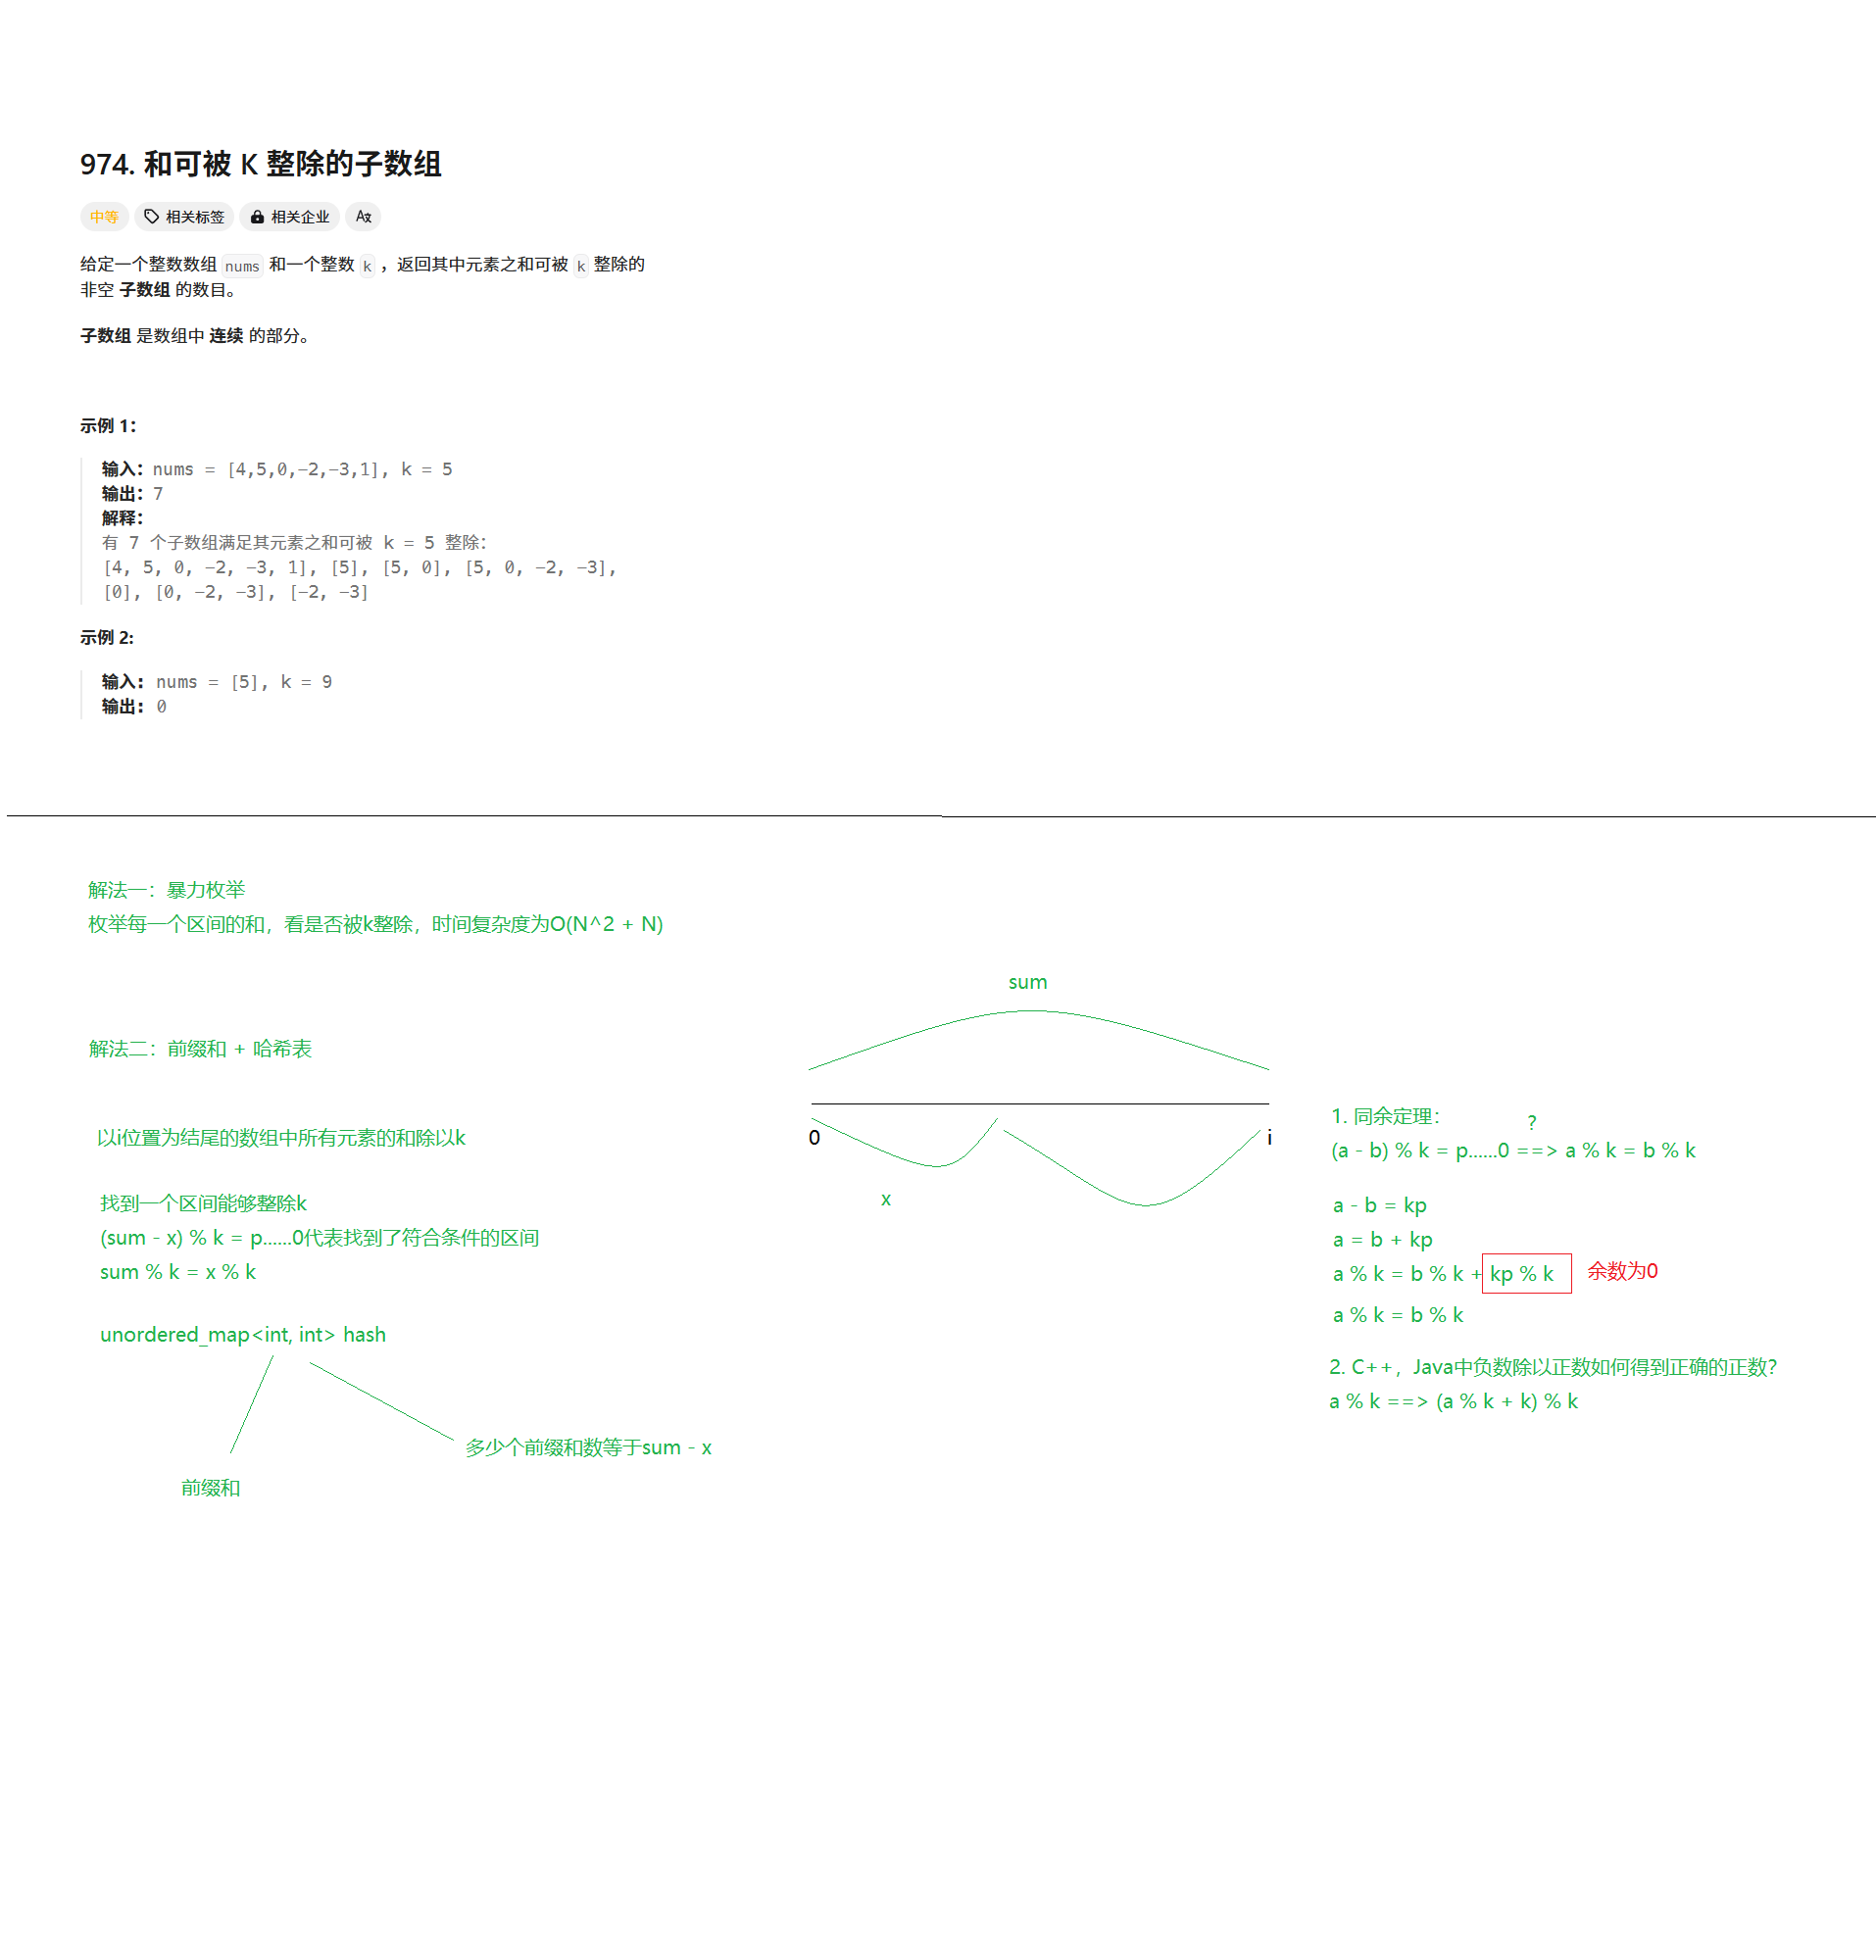 974. 和可被 K 整除的子数组
中等 相关标签 相关企业 A文
给定一个整数数组 nums 和一个整数 k ，返回其中元素之和可被 k 整除的
非空 子数组 的数目。
子数组 是数组中 连续 的部分。
示例 1：
输入：nums = [4,5,0,-2,-3,1], k = 5
输出：7
解释：
有 7 个子数组满足其元素之和可被 k = 5 整除：
[4, 5, 0, -2, -3, 1], [5], [5, 0], [5, 0, -2, -3],
[0], [0, -2, -3], [-2, -3]
示例 2:
输入: nums = [5], k = 9
输出: 0
解法一：暴力枚举
枚举每一个区间的和，看是否被k整除，时间复杂度为O(N^2 + N)
解法二：前缀和 + 哈希表
以i位置为结尾的数组中所有元素的和除以k
找到一个区间能够整除k
(sum - x) % k = p......0代表找到了符合条件的区间
sum % k = x % k
unordered_map<int, int> hash
多少个前缀和数等于sum - x
前缀和
sum
0
i
x
1. 同余定理：
?
(a - b) % k = p......0 ==> a % k = b % k
a - b = kp
a = b + kp
a % k = b % k + kp % k 余数为0
a % k = b % k
2. C++，Java中负数除以正数如何得到正确的正数?
a % k ==> (a % k + k) % k